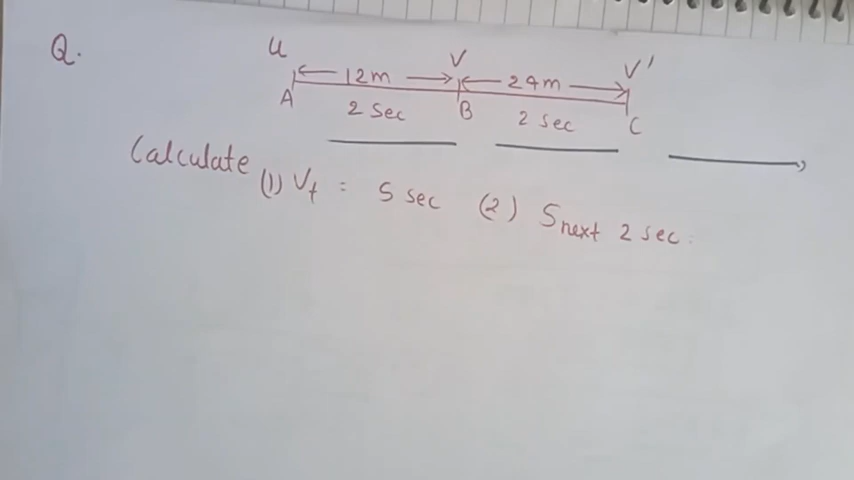 Q.
u V V'
12m 24m
A 2 Sec B 2 sec C
Calculate (1) Vt = 5 sec (2) Snext 2 sec.